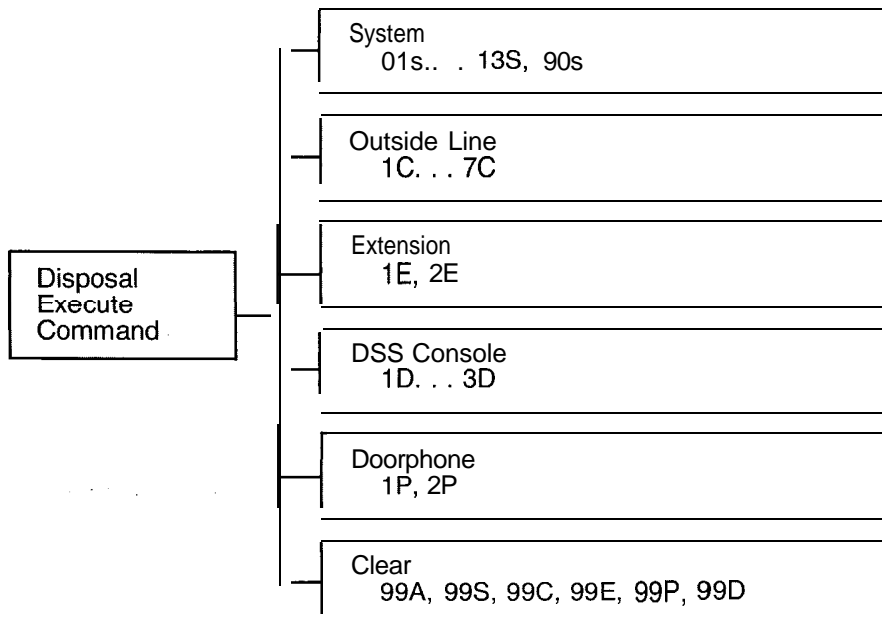 System
01s.. . 13S, 90s
Outside Line
1C. . . 7C
Extension
1E, 2E
Disposal
Execute
Command
DSS Console
1D. . . 3D
Doorphone
1P, 2P
Clear
99A, 99S, 99C, 99E, 99P, 99D